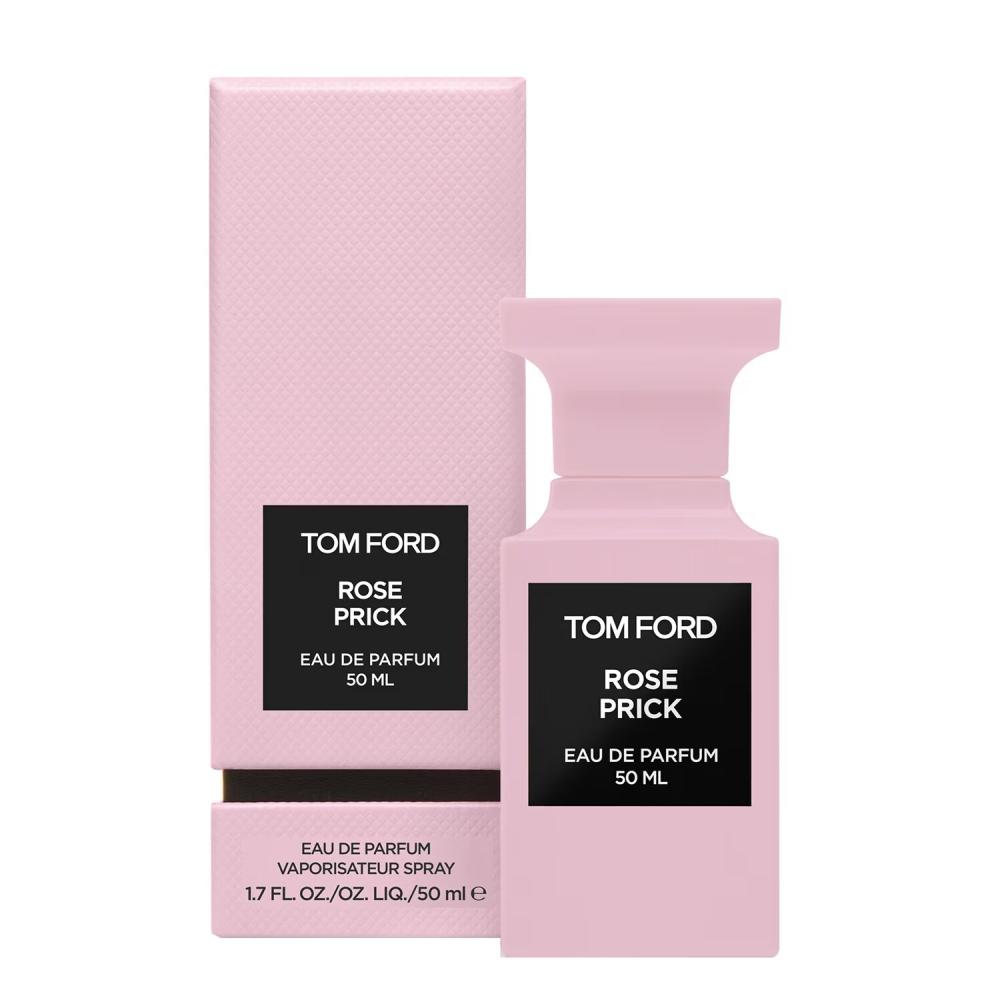 TOM FORD
ROSE
PRICK
EAU DE PARFUM
50 ML
EAU DE PARFUM
VAPORISATEUR SPRAY
1.7 FL. OZ./OZ. LIQ./50 ml ℮
TOM FORD
ROSE
PRICK
EAU DE PARFUM
50 ML